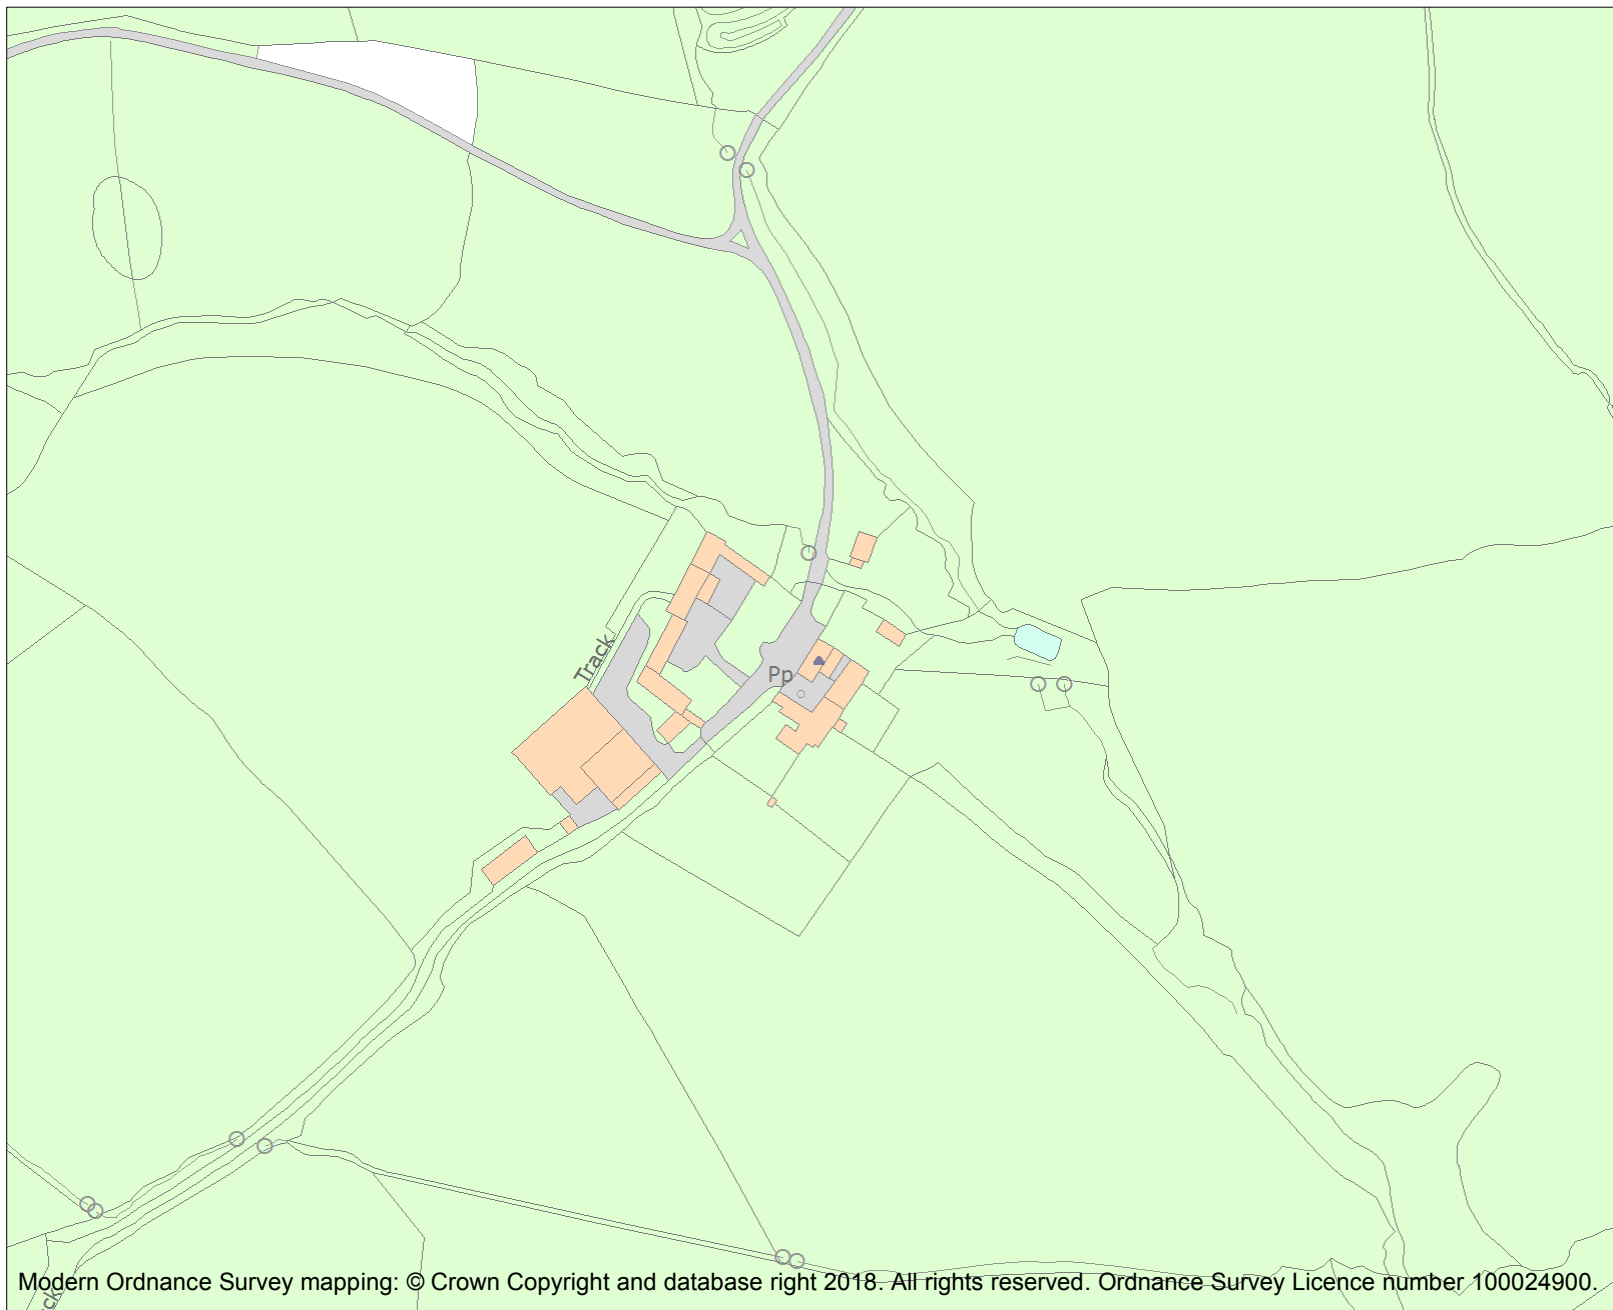 Track
Pp
Modern Ordnance Survey mapping: © Crown Copyright and database right 2018. All rights reserved. Ordnance Survey Licence number 100024900.
ck